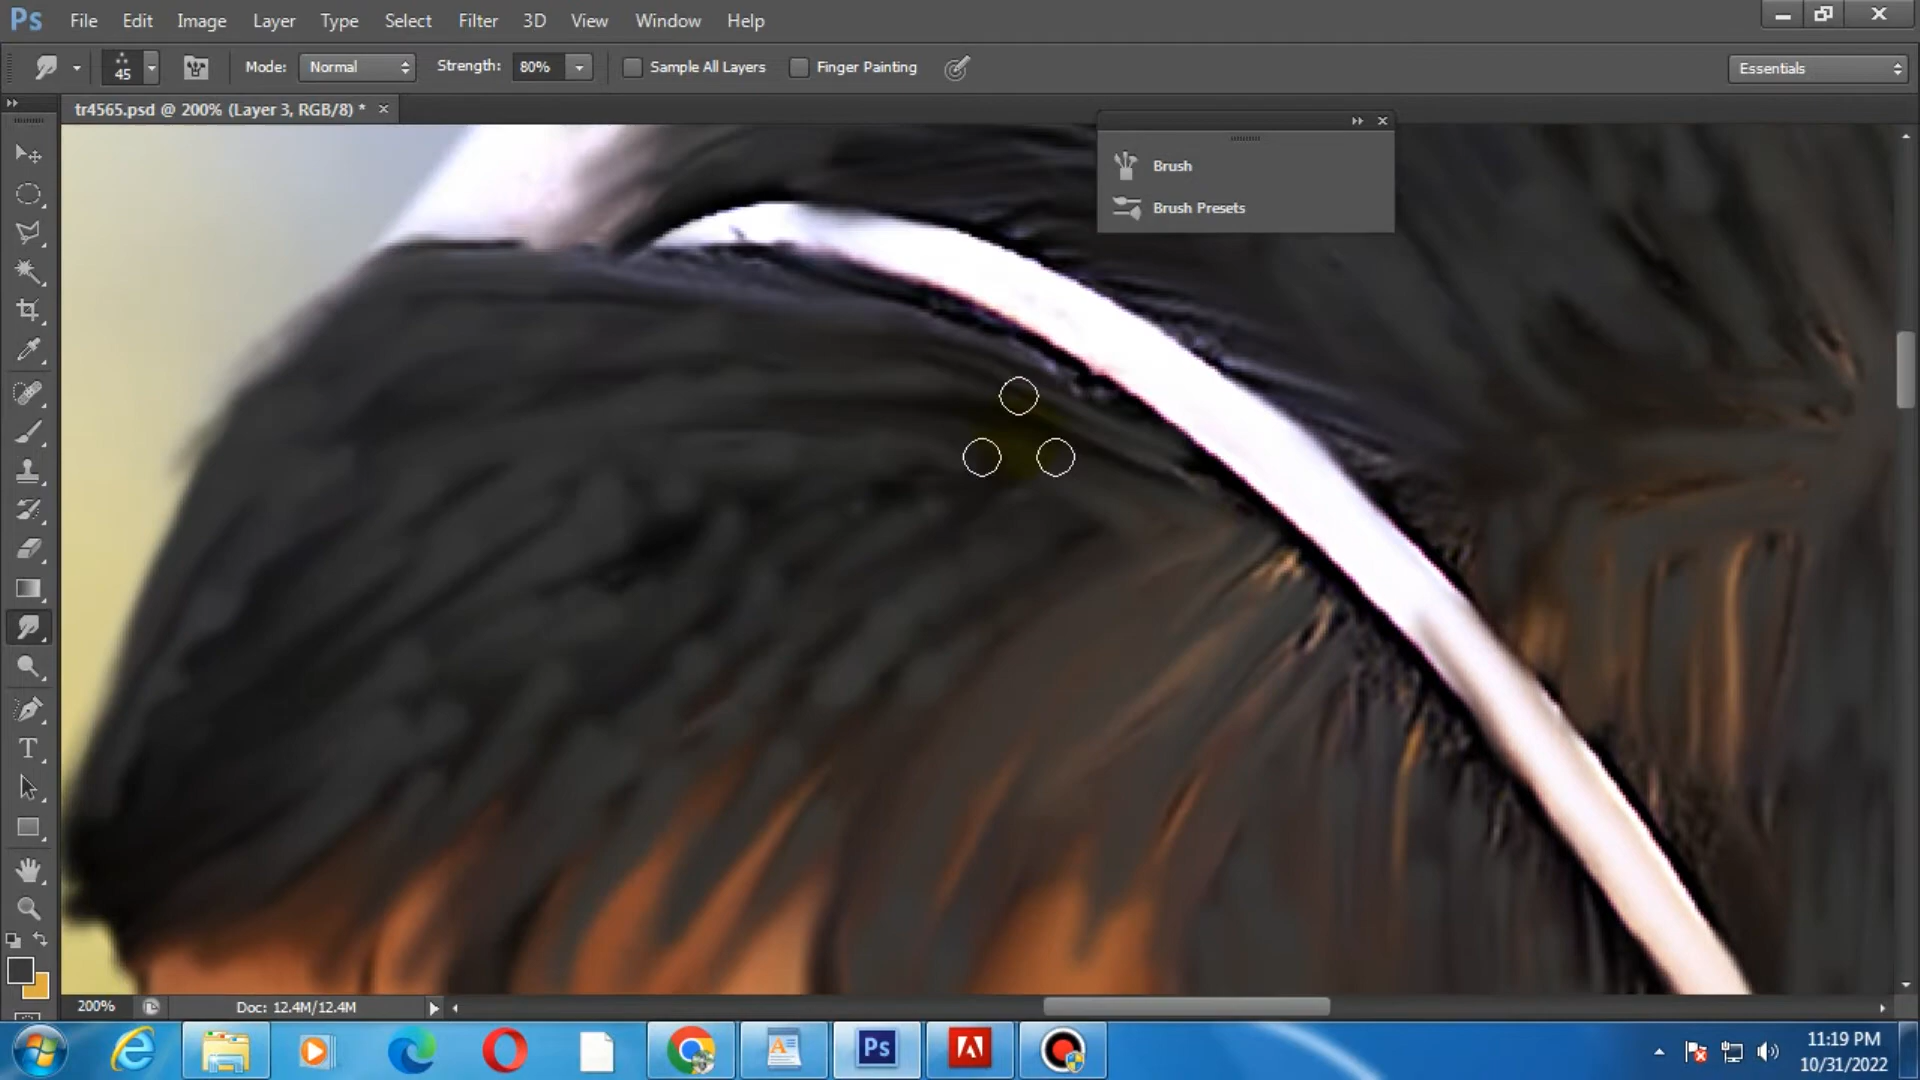 Ps File Edit Image Layer Type Select Filter 3D View Window Help
45 Mode: Normal Strength: 80% Sample All Layers Finger Painting Essentials
tr4565.psd @ 200% (Layer 3, RGB/8) *
Brush
Brush Presets
T
200% Doc: 12.4M/12.4M
Ps
11:19 PM
10/31/2022